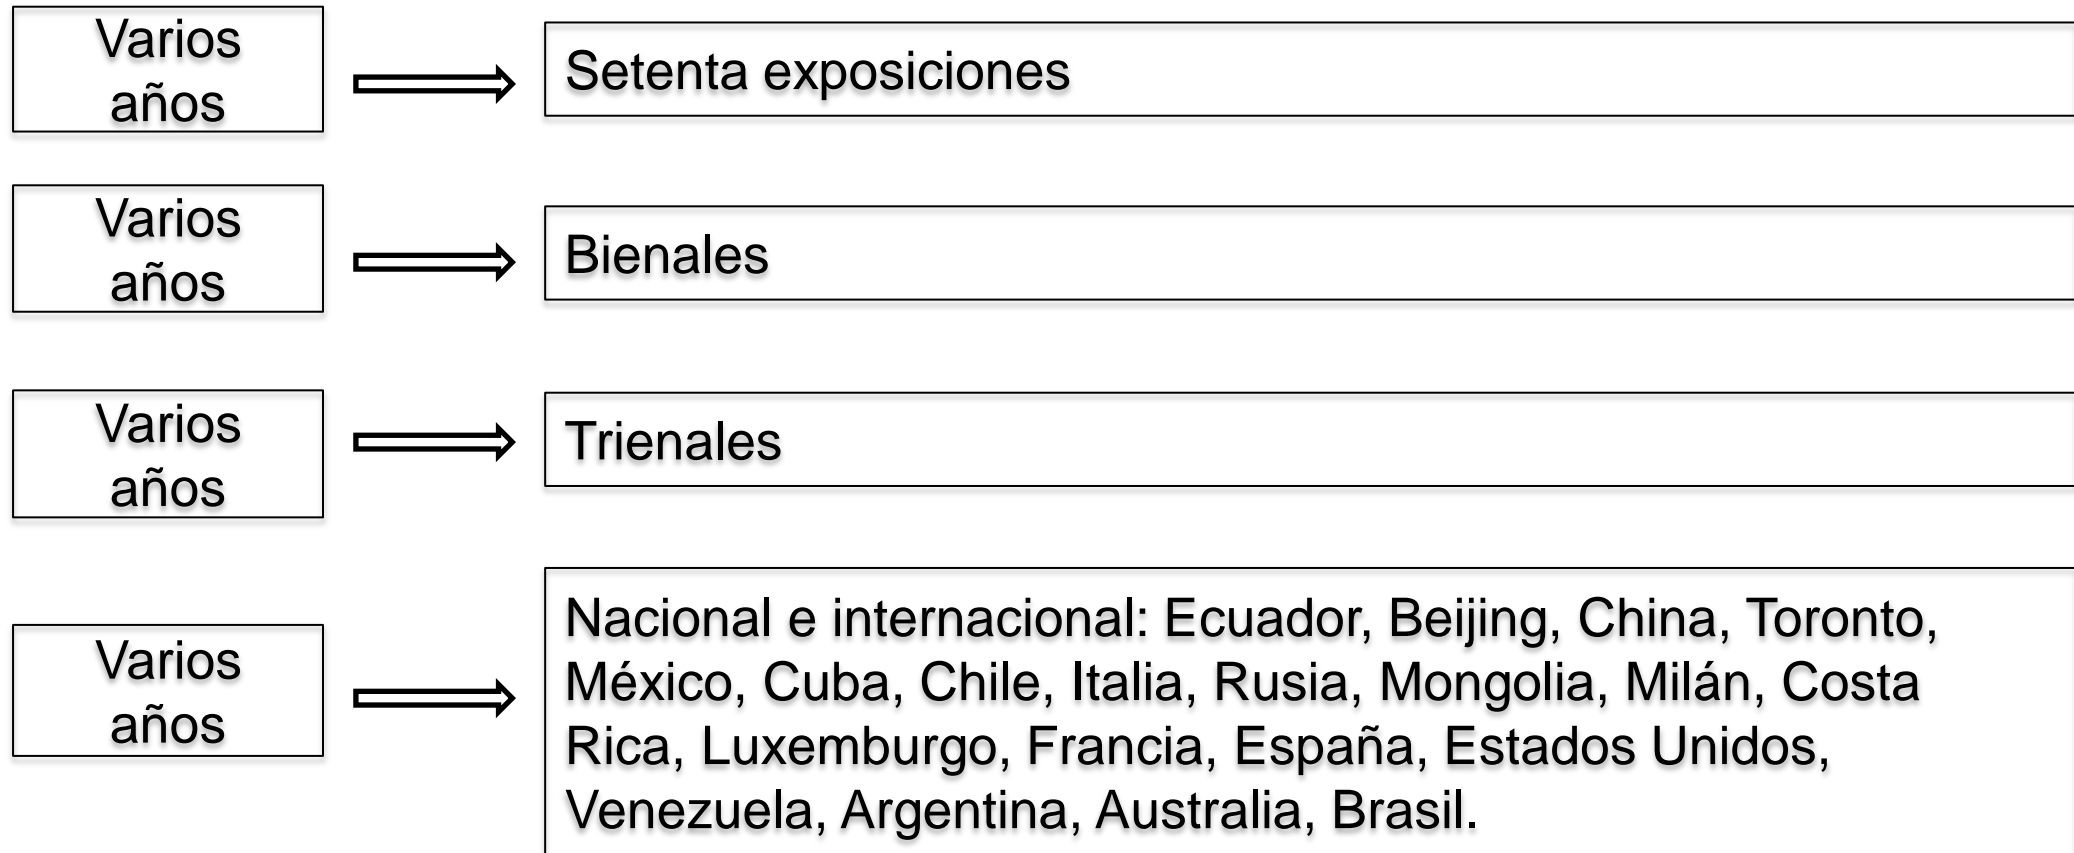 Varios
años
Setenta exposiciones
Varios
años
Bienales
Varios
años
Trienales
Varios
años
Nacional e internacional: Ecuador, Beijing, China, Toronto,
México, Cuba, Chile, Italia, Rusia, Mongolia, Milán, Costa
Rica, Luxemburgo, Francia, España, Estados Unidos,
Venezuela, Argentina, Australia, Brasil.